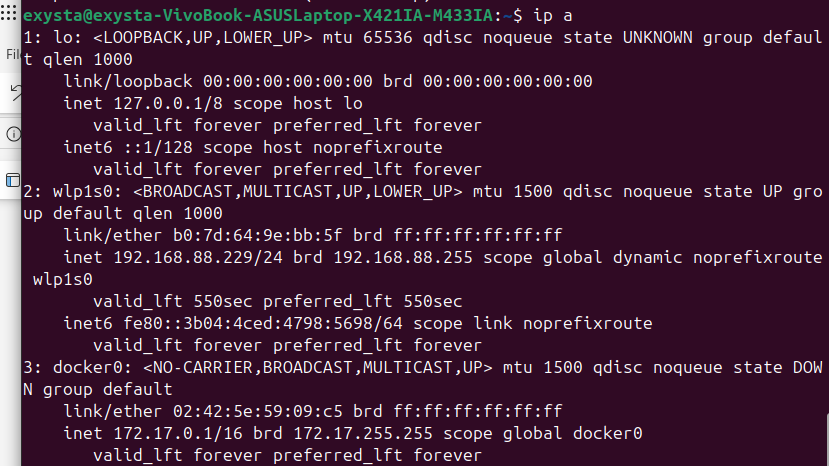 exysta@exysta-VivoBook-ASUSLaptop-X421IA-M433IA:~$ ip a
1: lo: <LOOPBACK,UP,LOWER_UP> mtu 65536 qdisc noqueue state UNKNOWN group defaul
t qlen 1000
    link/loopback 00:00:00:00:00:00 brd 00:00:00:00:00:00
    inet 127.0.0.1/8 scope host lo
       valid_lft forever preferred_lft forever
    inet6 ::1/128 scope host noprefixroute
       valid_lft forever preferred_lft forever
2: wlp1s0: <BROADCAST,MULTICAST,UP,LOWER_UP> mtu 1500 qdisc noqueue state UP gro
up default qlen 1000
    link/ether b0:7d:64:9e:bb:5f brd ff:ff:ff:ff:ff:ff
    inet 192.168.88.229/24 brd 192.168.88.255 scope global dynamic noprefixroute
 wlp1s0
       valid_lft 550sec preferred_lft 550sec
    inet6 fe80::3b04:4ced:4798:5698/64 scope link noprefixroute
       valid_lft forever preferred_lft forever
3: docker0: <NO-CARRIER,BROADCAST,MULTICAST,UP> mtu 1500 qdisc noqueue state DOW
N group default
    link/ether 02:42:5e:59:09:c5 brd ff:ff:ff:ff:ff:ff
    inet 172.17.0.1/16 brd 172.17.255.255 scope global docker0
       valid_lft forever preferred_lft forever